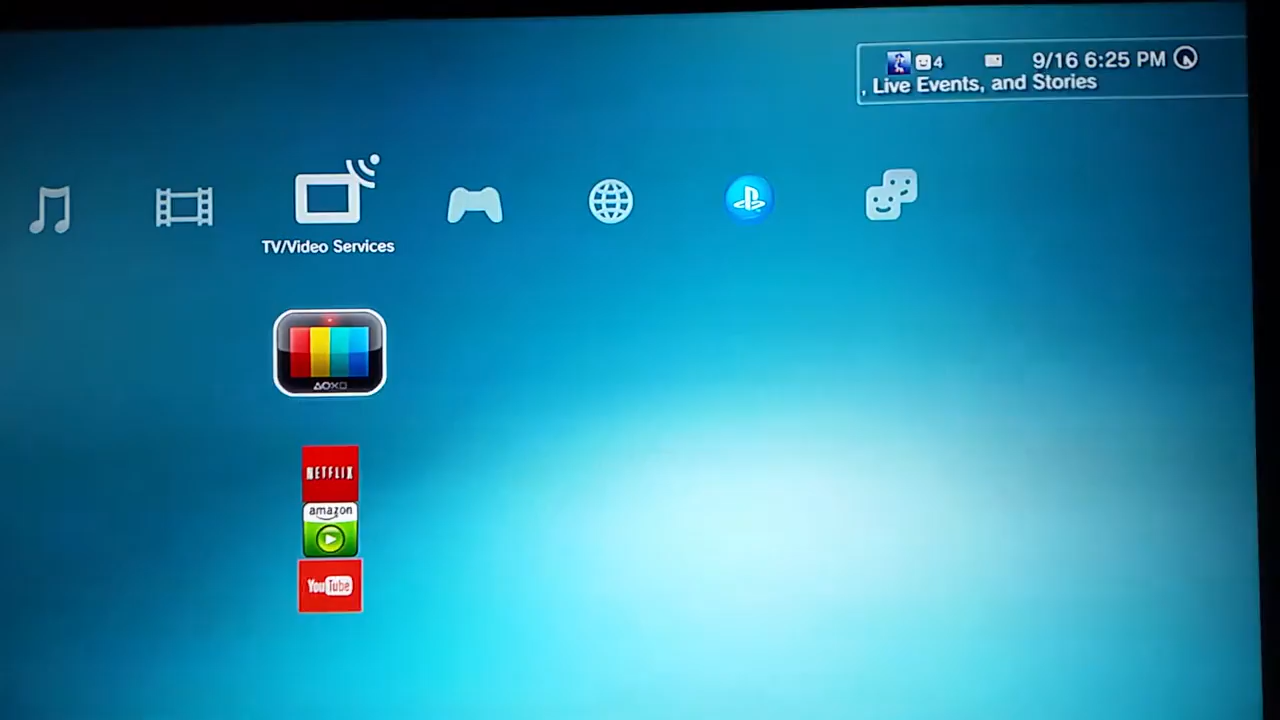 4 9/16 6:25 PM
, Live Events, and Stories
TV/Video Services
NETFLIX
amazon
YouTube